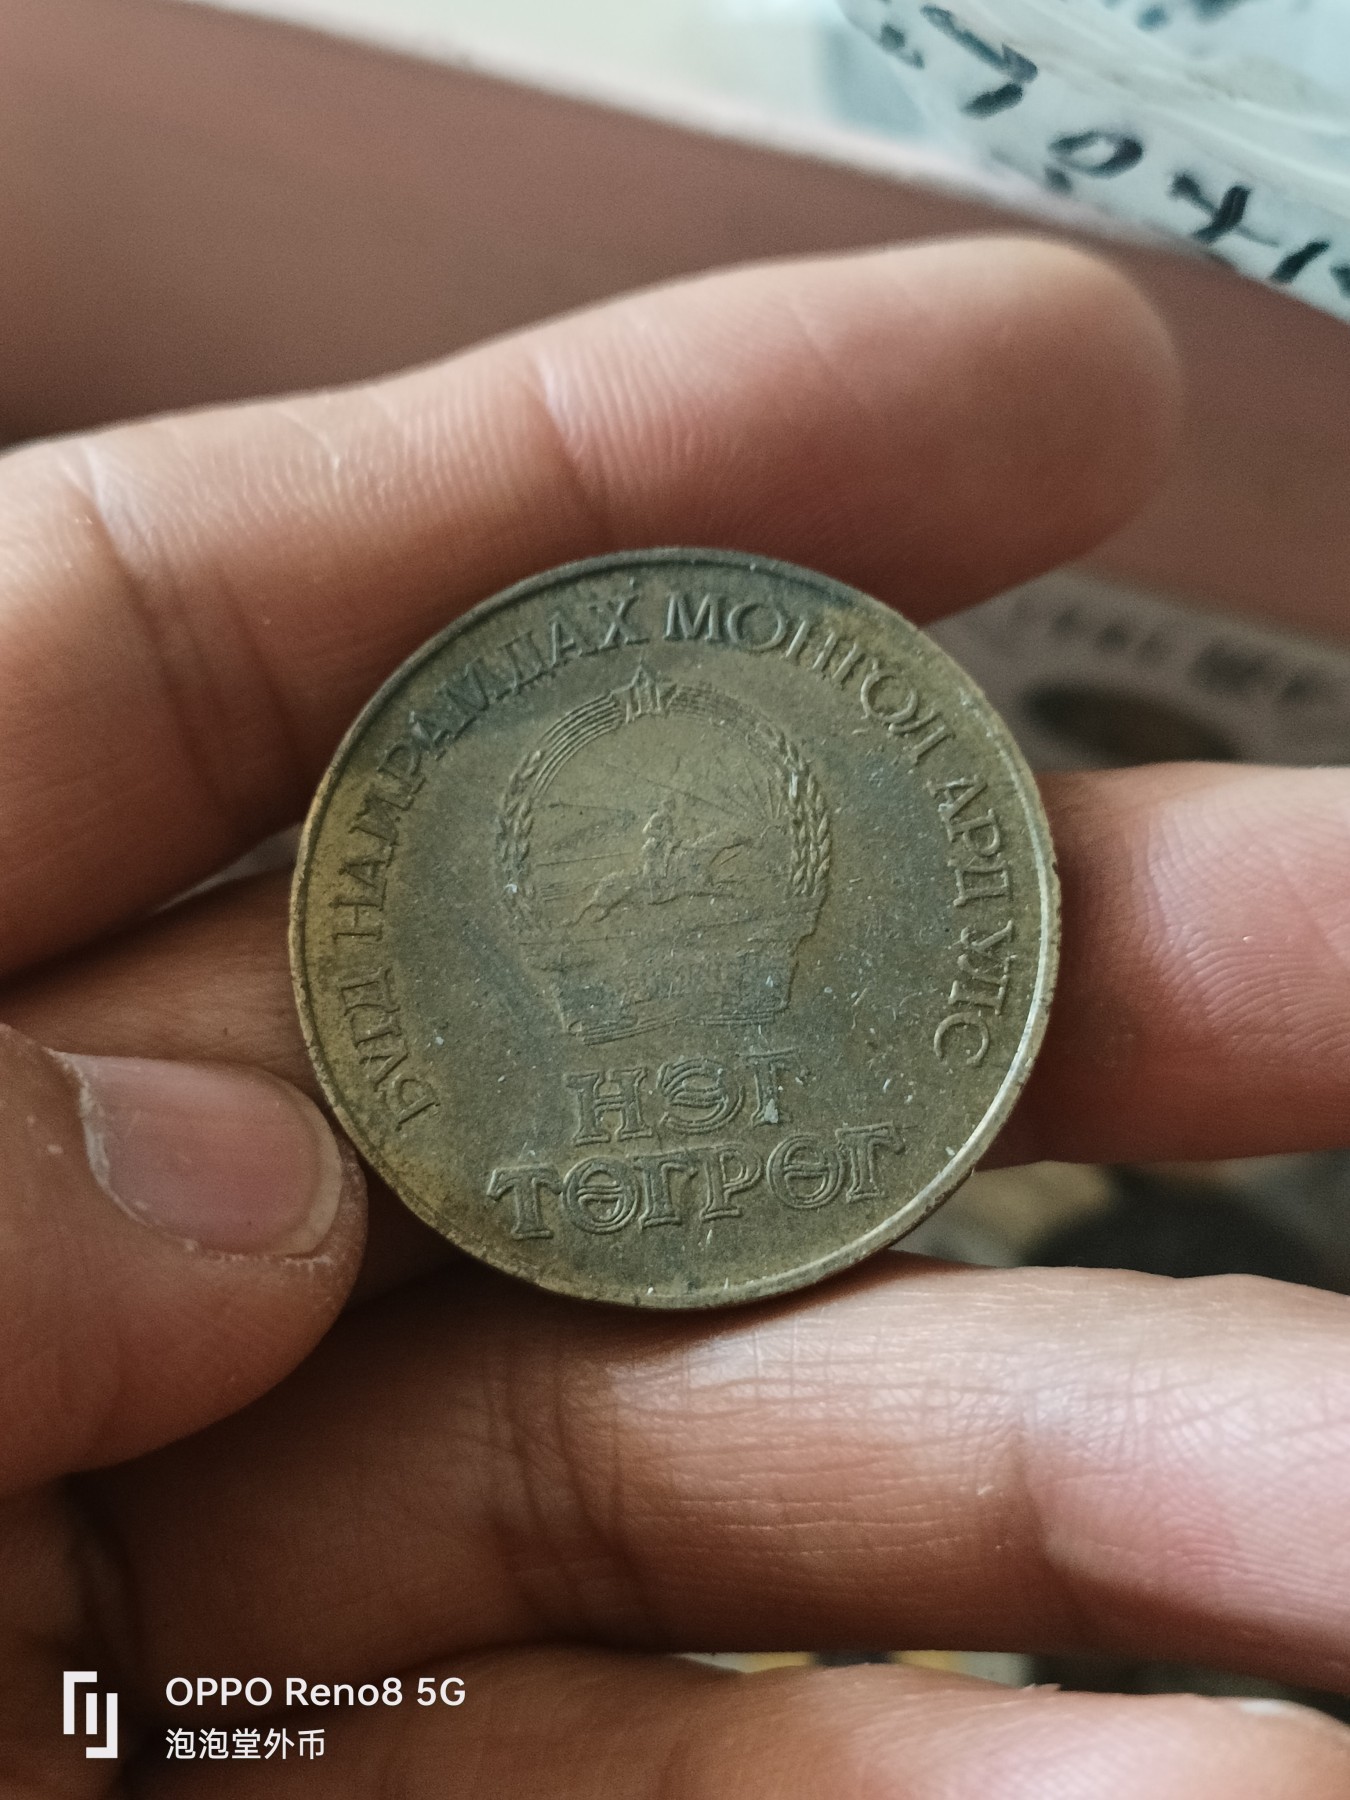 БҮГД НАЙРАМДАХ МОНГОЛ АРД УЛС
НЭГ
ТӨГРӨГ
OPPO Reno8 5G
泡泡堂外币